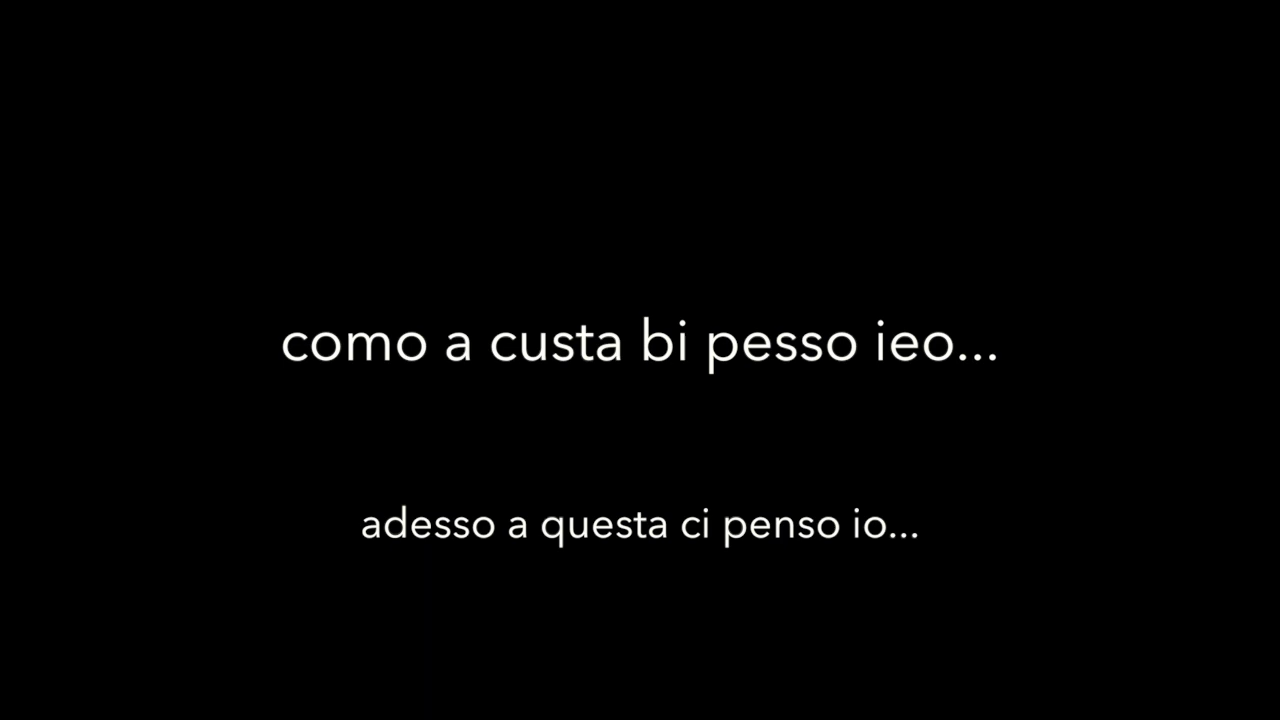 como a custa bi pesso ieo...
adesso a questa ci penso io...